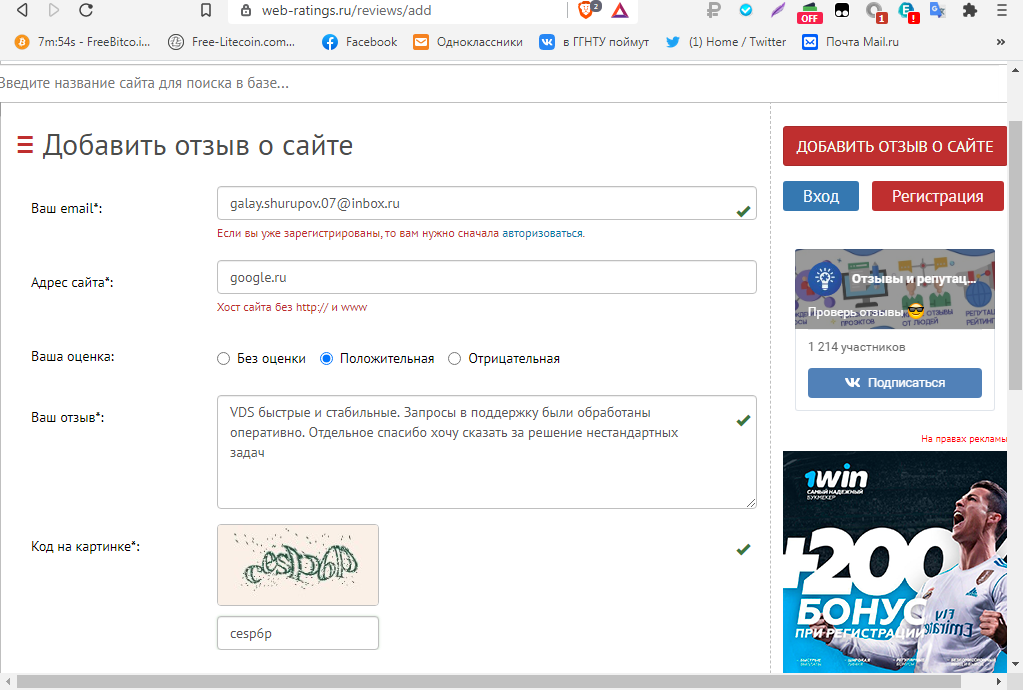 web-ratings.ru/reviews/add
2
OFF
1
7m:54s - FreeBitco.i...
Free-Litecoin.com...
Facebook
Одноклассники
в ГГНТУ поймут
(1) Home / Twitter
Почта Mail.ru
»
Введите название сайта для поиска в базе...
Добавить отзыв о сайте
Ваш email*:
galay.shurupov.07@inbox.ru
Если вы уже зарегистрированы, то вам нужно сначала авторизоваться.
Адрес сайта*:
google.ru
Хост сайта без http:// и www
Ваша оценка:
Без оценки
Положительная
Отрицательная
Ваш отзыв*:
VDS быстрые и стабильные. Запросы в поддержку были обработаны
оперативно. Отдельное спасибо хочу сказать за решение нестандартных
задач
Код на картинке*:
cesp6p
cesp6p
ДОБАВИТЬ ОТЗЫВ О САЙТЕ
Вход
Регистрация
Отзывы и репутац...
Проверь отзывы 😎
1 214 участников
Подписаться
На правах рекламы
1win
САМЫЙ НАДЕЖНЫЙ
БУКМЕКЕР
+200%
БОНУС
ПРИ РЕГИСТРАЦИИ
Fly
Emirates